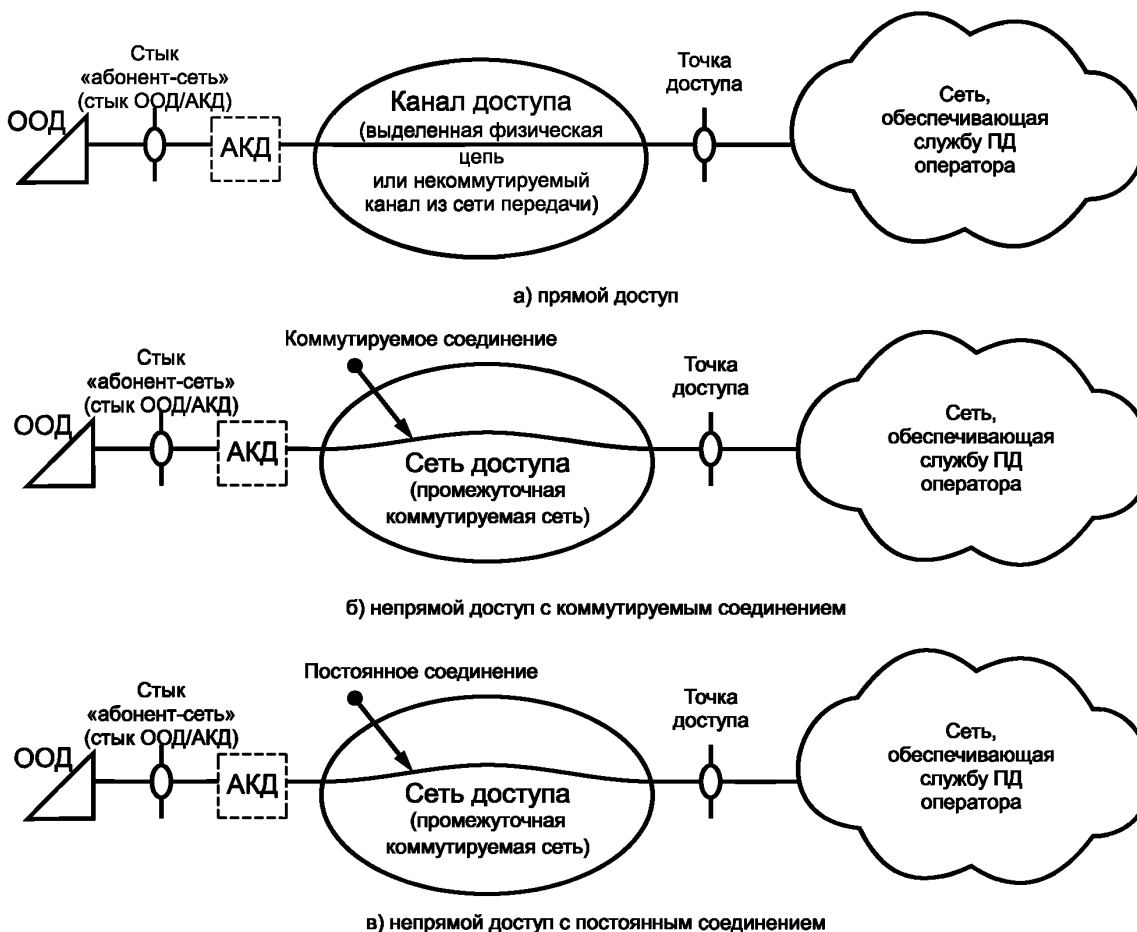 Стык
«абонент-сеть»
(стык ООД/АКД)
ООД
АКД
Канал доступа
(выделенная физическая
цепь
или некоммутируемый
канал из сети передачи)
Точка
доступа
Сеть,
обеспечивающая
службу ПД
оператора
а) прямой доступ
Коммутируемое соединение
Стык
«абонент-сеть»
(стык ООД/АКД)
ООД
АКД
Сеть доступа
(промежуточная
коммутируемая сеть)
Точка
доступа
Сеть,
обеспечивающая
службу ПД
оператора
б) непрямой доступ с коммутируемым соединением
Постоянное соединение
Стык
«абонент-сеть»
(стык ООД/АКД)
ООД
АКД
Сеть доступа
(промежуточная
коммутируемая сеть)
Точка
доступа
Сеть,
обеспечивающая
службу ПД
оператора
в) непрямой доступ с постоянным соединением